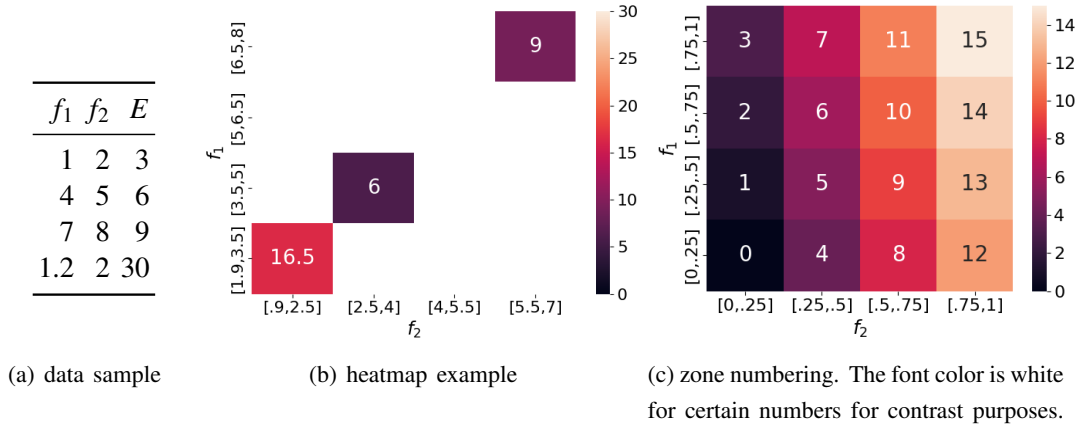 f1 f2 E
1 2 3
4 5 6
7 8 9
1.2 2 30
(a) data sample
f1
[6.5,8]
[5,6.5]
[3.5,5]
[1.9,3.5]
9
6
16.5
[.9,2.5] [2.5,4] [4,5.5] [5.5,7]
f2
30
25
20
15
10
5
0
(b) heatmap example
f1
[.75,1]
[.5,.75]
[.25,.5]
[0,.25]
3 7 11 15
2 6 10 14
1 5 9 13
0 4 8 12
[0,.25] [.25,.5] [.5,.75] [.75,1]
f2
14
12
10
8
6
4
2
0
(c) zone numbering. The font color is white
for certain numbers for contrast purposes.